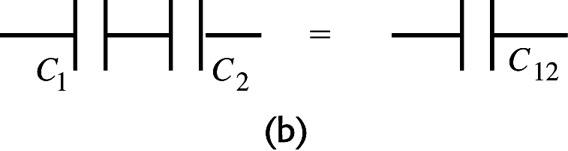 C₁ C₂ = C₁₂
(b)